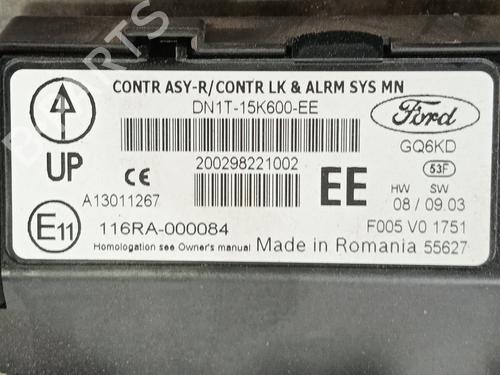 CONTR ASY-R/CONTR LK & ALRM SYS MN
DN1T-15K600-EE
Ford
GQ6KD
UP
200298221002
53F
CE
EE
HW SW
A13011267
08 / 09.03
E11
116RA-000084
F005 V0 1751
Homologation see Owner's manual
Made in Romania 55627
PARTS